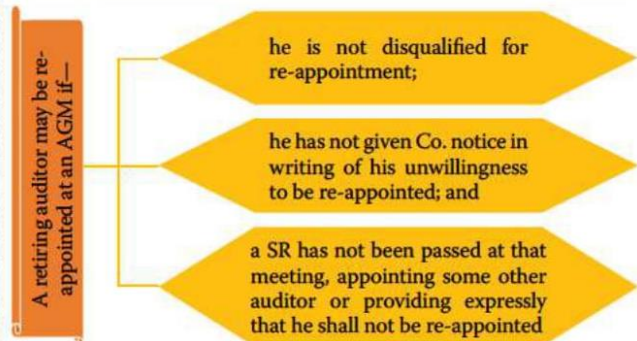 A retiring auditor may be re-
appointed at an AGM if—
he is not disqualified for
re-appointment;
he has not given Co. notice in
writing of his unwillingness
to be re-appointed; and
a SR has not been passed at that
meeting, appointing some other
auditor or providing expressly
that he shall not be re-appointed